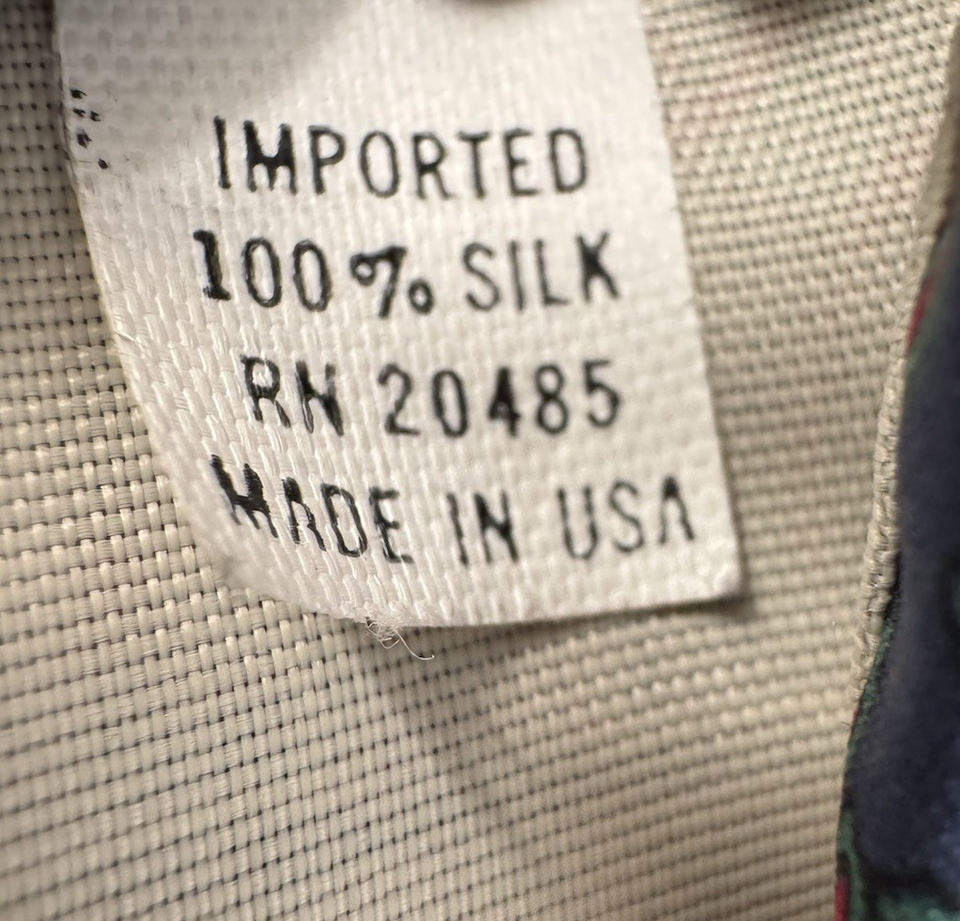 IMPORTED
100% SILK
RN 20485
MADE IN USA